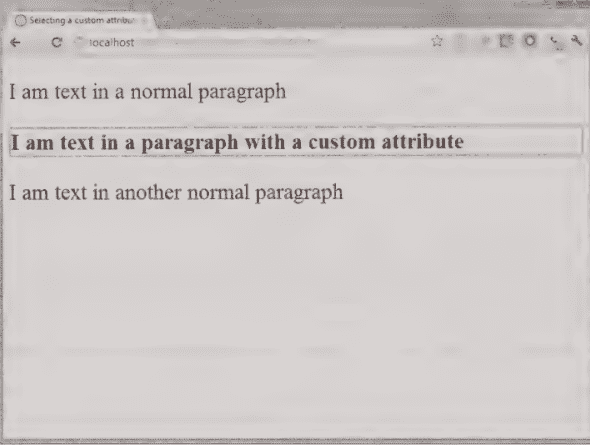 Selecting a custom attribu
localhost
I am text in a normal paragraph
I am text in a paragraph with a custom attribute
I am text in another normal paragraph